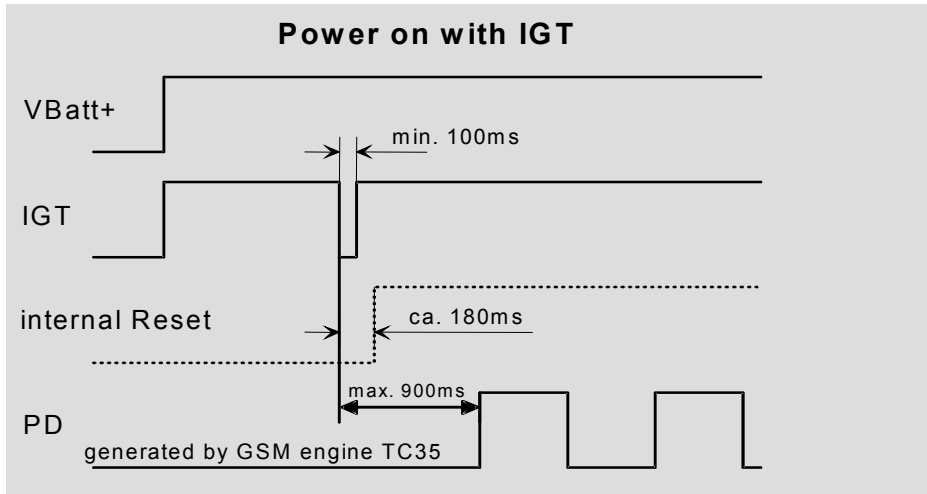 Power on with IGT
VBatt+
min. 100ms
IGT
internal Reset
ca. 180ms
max. 900ms
PD
generated by GSM engine TC35